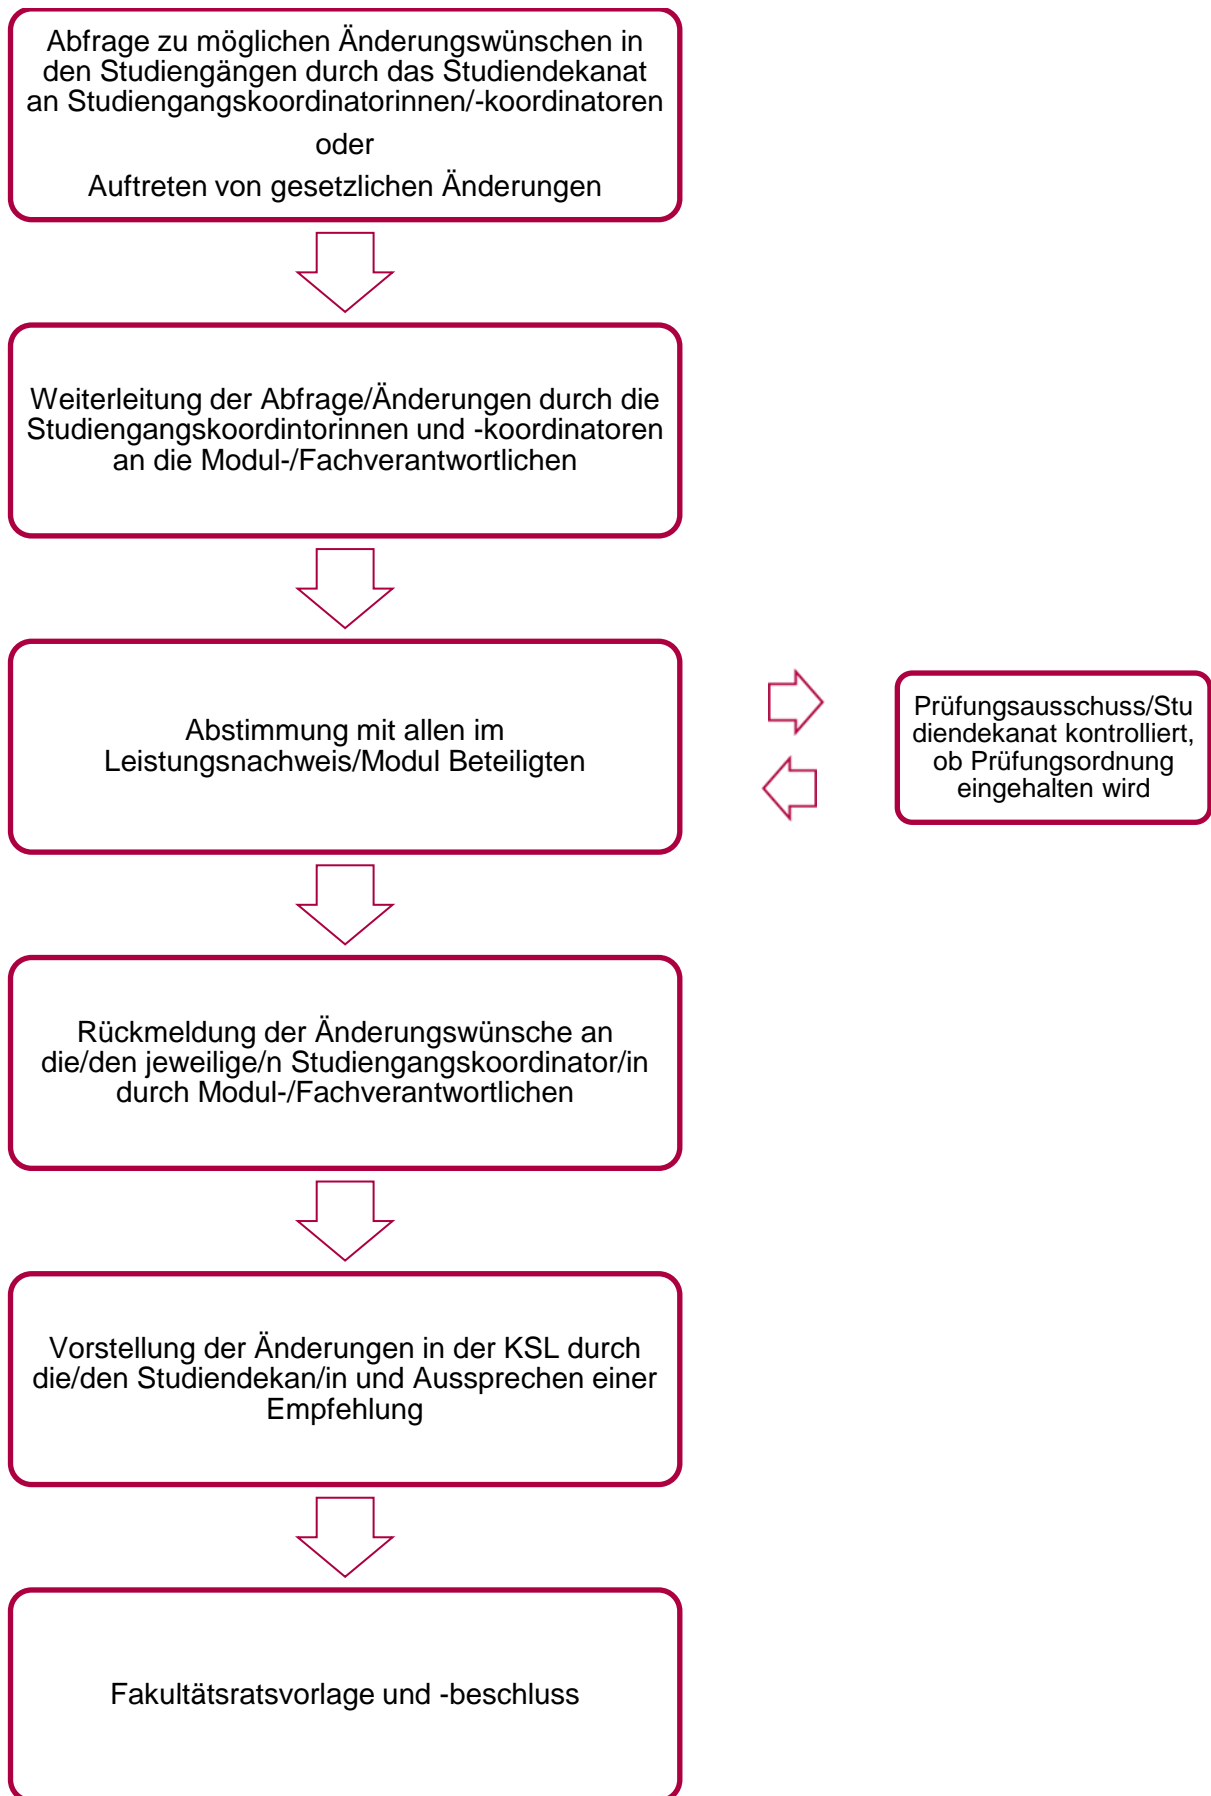 Abfrage zu möglichen Änderungswünschen in
den Studiengängen durch das Studiendekanat
an Studiengangskoordinatorinnen/-koordinatoren
oder
Auftreten von gesetzlichen Änderungen
Weiterleitung der Abfrage/Änderungen durch die
Studiengangskoordintorinnen und -koordinatoren
an die Modul-/Fachverantwortlichen
Abstimmung mit allen im
Leistungsnachweis/Modul Beteiligten
Prüfungsausschuss/Stu
diendekanat kontrolliert,
ob Prüfungsordnung
eingehalten wird
Rückmeldung der Änderungswünsche an
die/den jeweilige/n Studiengangskoordinator/in
durch Modul-/Fachverantwortlichen
Vorstellung der Änderungen in der KSL durch
die/den Studiendekan/in und Aussprechen einer
Empfehlung
Fakultätsratsvorlage und -beschluss